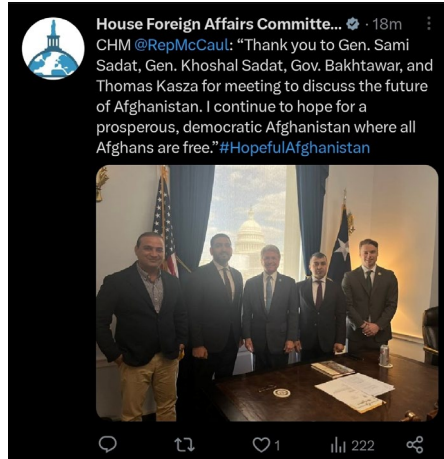 House Foreign Affairs Committe... · 18m
CHM @RepMcCaul: “Thank you to Gen. Sami
Sadat, Gen. Khoshal Sadat, Gov. Bakhtawar, and
Thomas Kasza for meeting to discuss the future
of Afghanistan. I continue to hope for a
prosperous, democratic Afghanistan where all
Afghans are free.”#HopefulAfghanistan
1
222